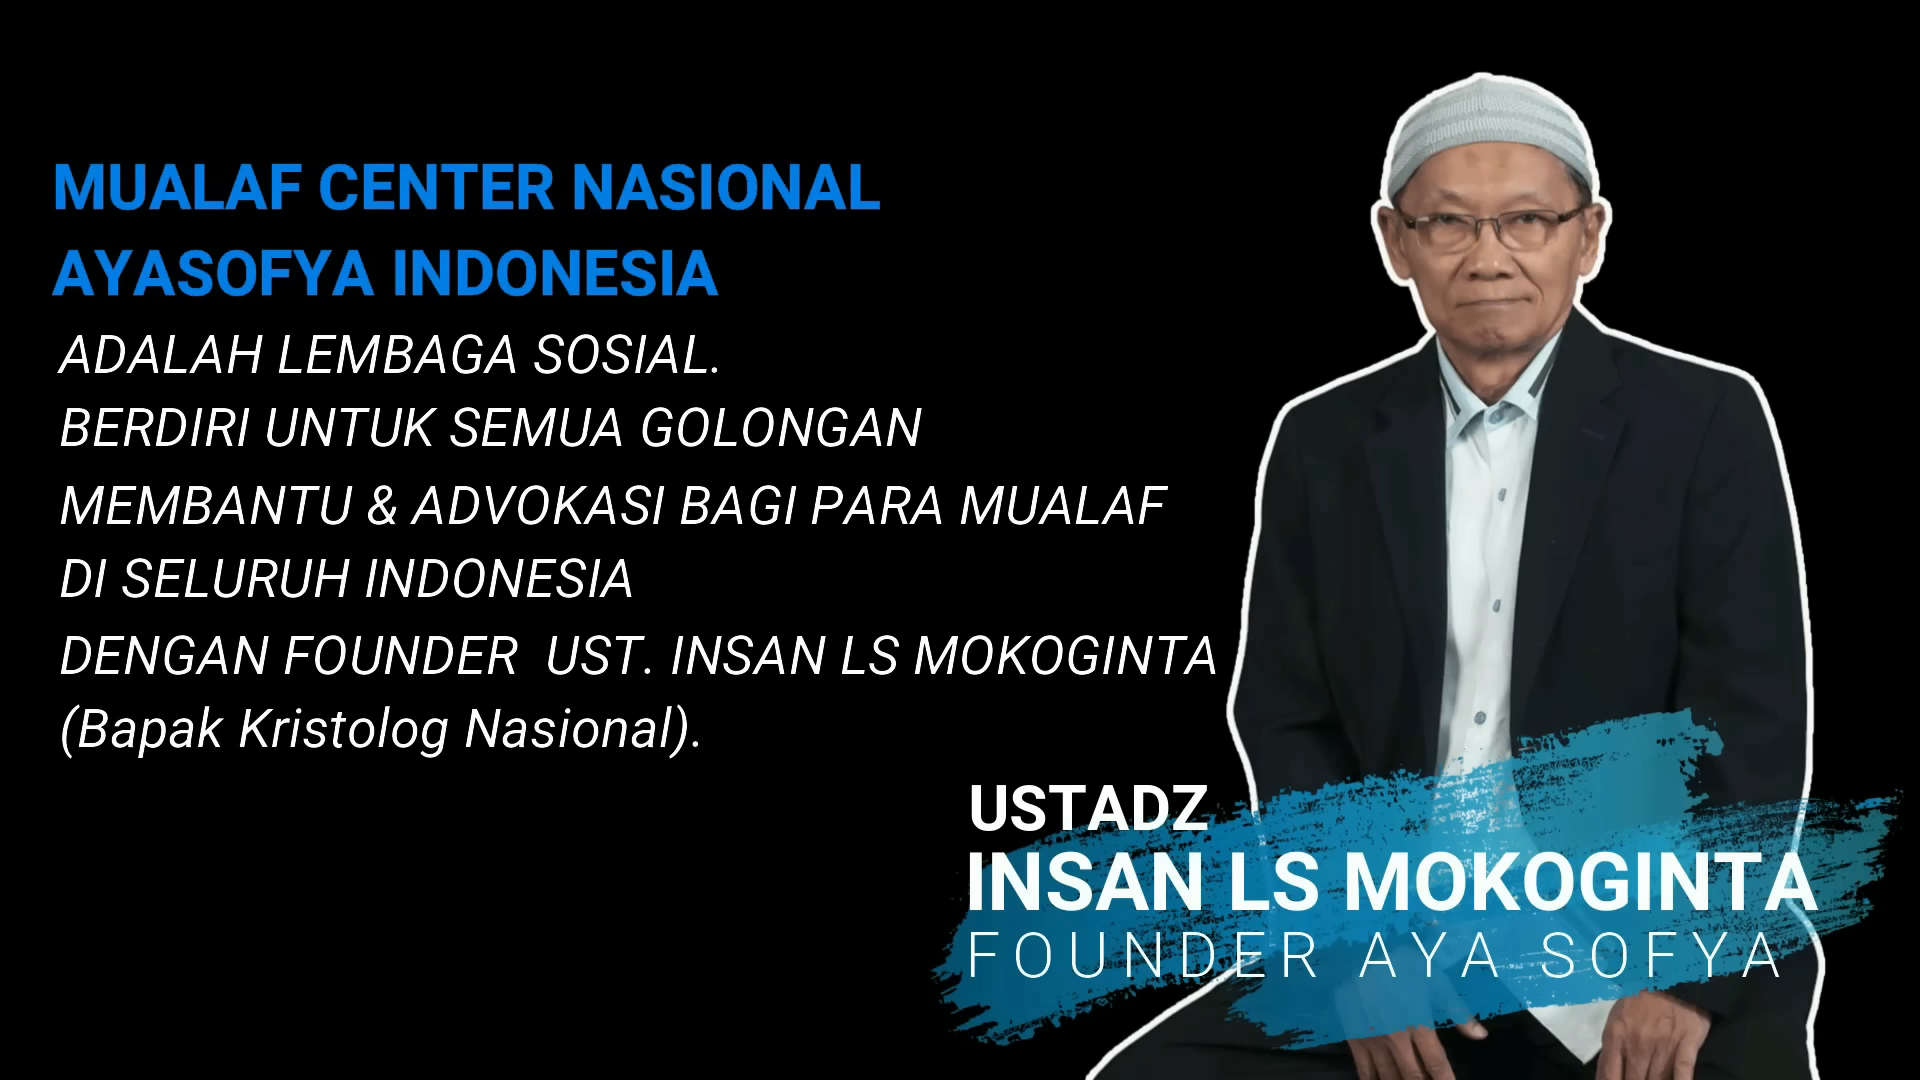 MUALAF CENTER NASIONAL
AYASOFYA INDONESIA
ADALAH LEMBAGA SOSIAL.
BERDIRI UNTUK SEMUA GOLONGAN
MEMBANTU & ADVOKASI BAGI PARA MUALAF
DI SELURUH INDONESIA
DENGAN FOUNDER UST. INSAN LS MOKOGINTA
(Bapak Kristolog Nasional).
USTADZ
INSAN LS MOKOGINTA
FOUNDER AYA SOFYA